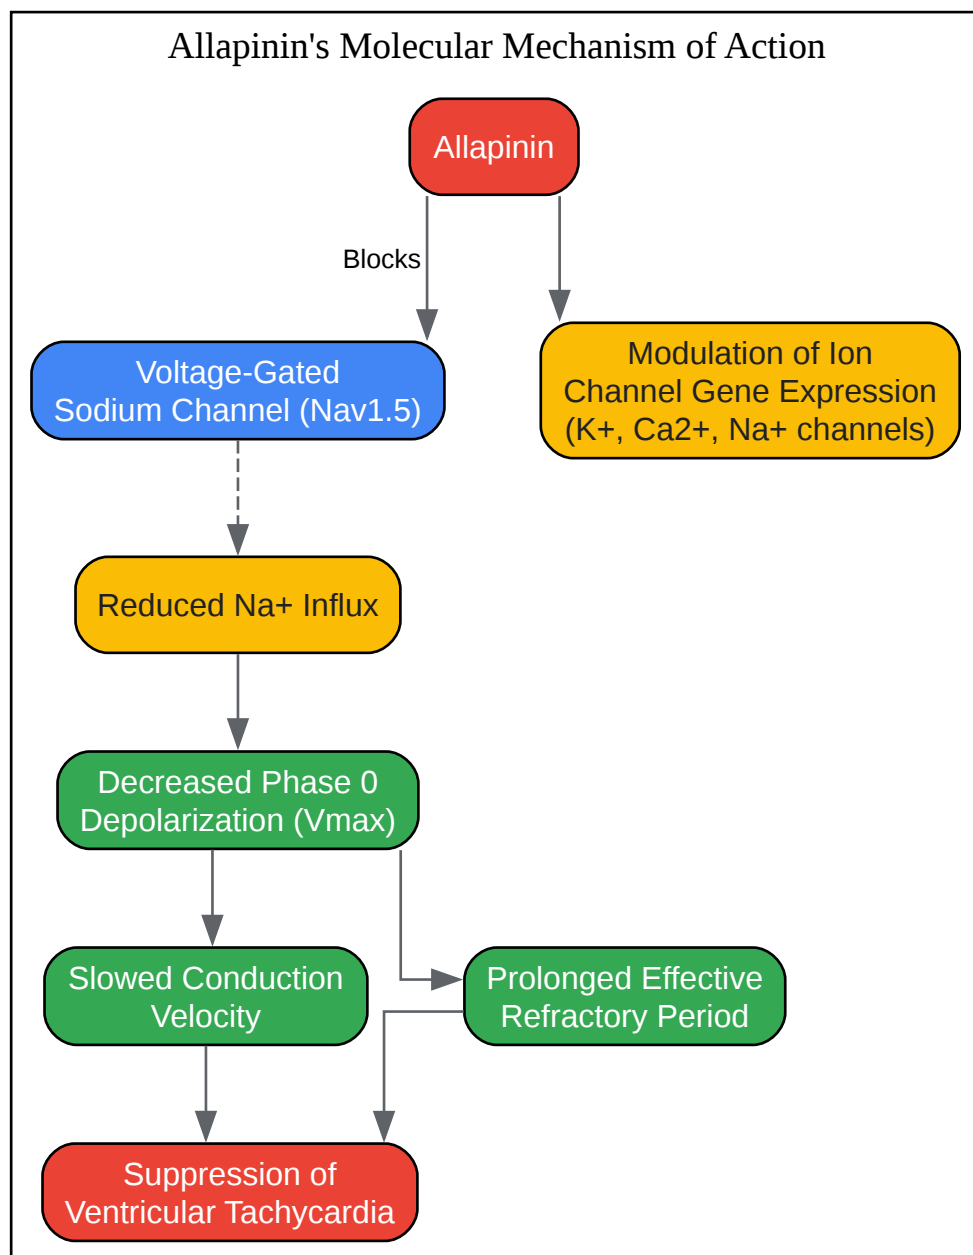 Allapinin's Molecular Mechanism of Action
Allapinin
Blocks
Voltage-Gated
Sodium Channel (Nav1.5)
Modulation of Ion
Channel Gene Expression
(K+, Ca2+, Na+ channels)
Reduced Na+ Influx
Decreased Phase 0
Depolarization (Vmax)
Slowed Conduction
Velocity
Prolonged Effective
Refractory Period
Suppression of
Ventricular Tachycardia